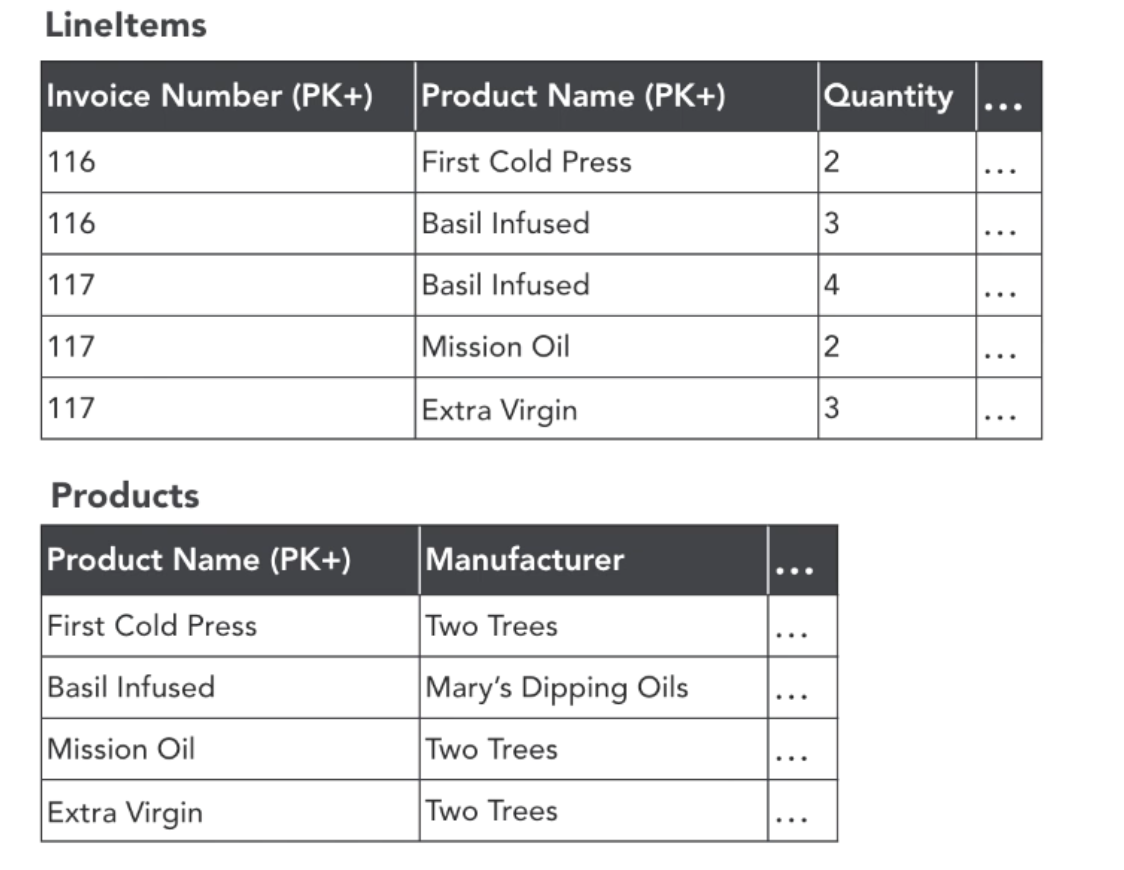 LineItems
Invoice Number (PK+) Product Name (PK+) Quantity ...
116 First Cold Press 2 ...
116 Basil Infused 3 ...
117 Basil Infused 4 ...
117 Mission Oil 2 ...
117 Extra Virgin 3 ...
Products
Product Name (PK+) Manufacturer ...
First Cold Press Two Trees ...
Basil Infused Mary’s Dipping Oils ...
Mission Oil Two Trees ...
Extra Virgin Two Trees ...